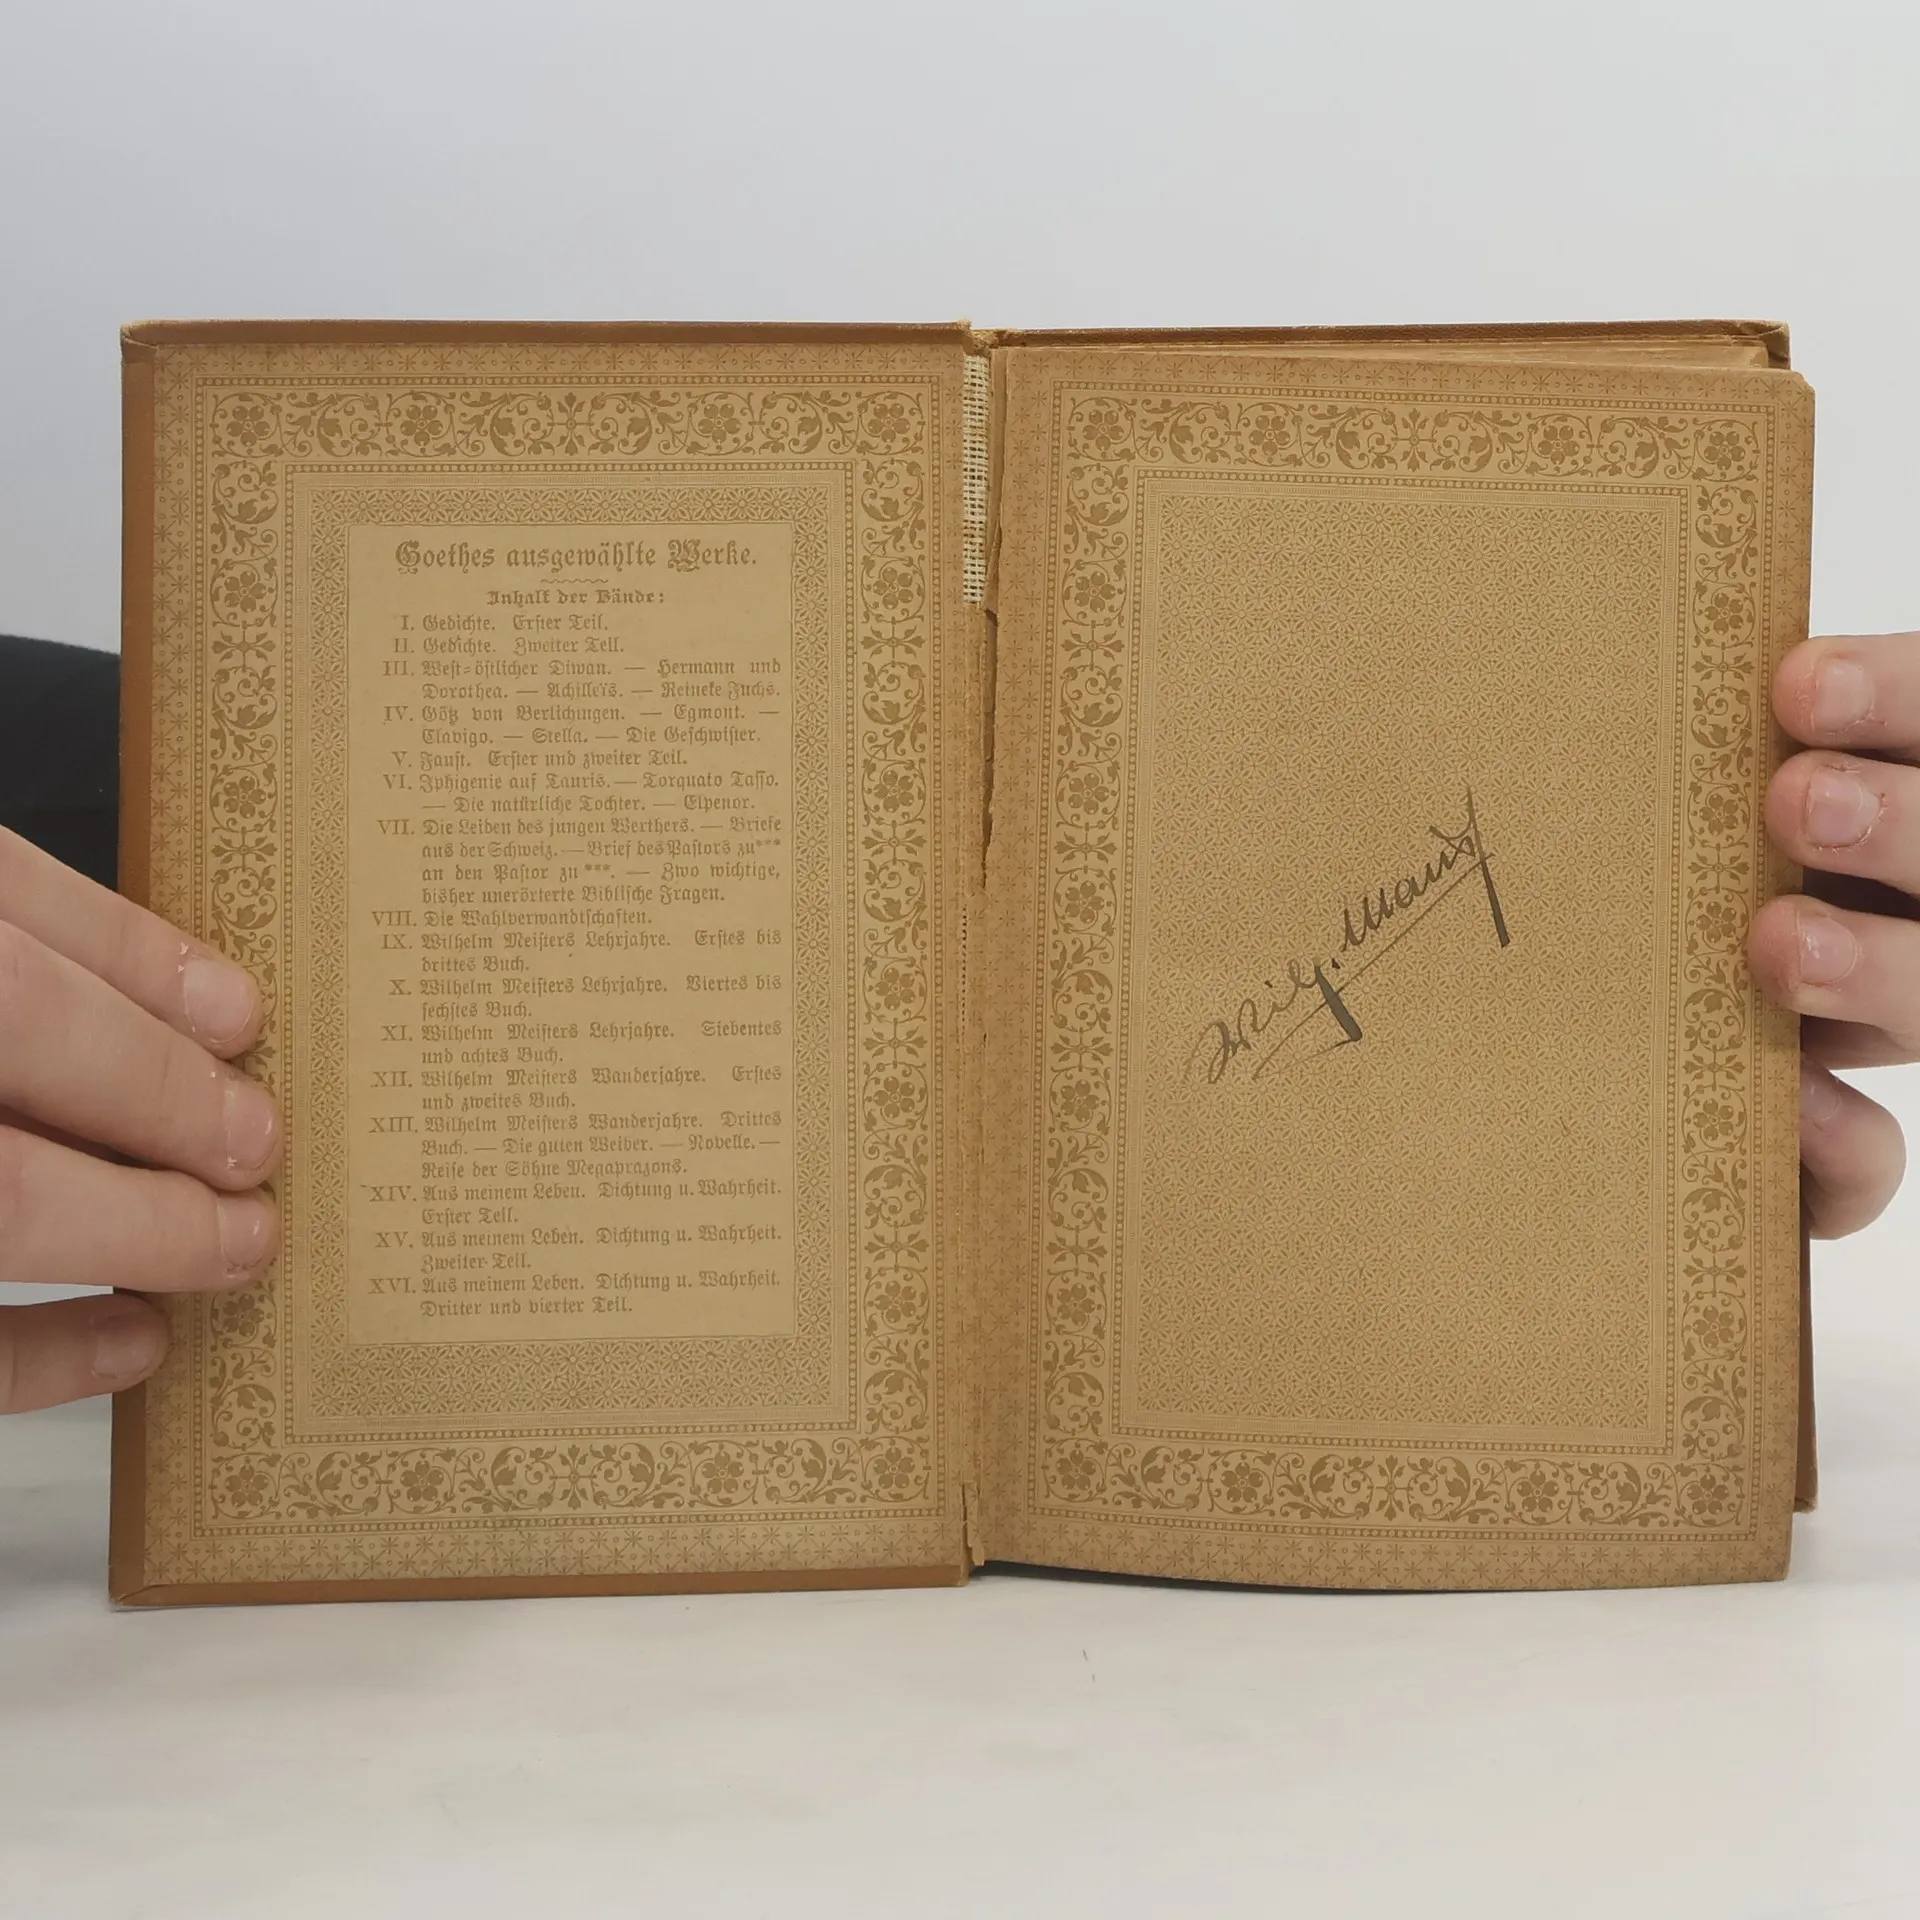 Goethes ausgewählte Werke.
Inhalt der Bände:
I. Gedichte. Erster Teil.
II. Gedichte. Zweiter Teil.
III. West-östlicher Diwan. — Hermann und
Dorothea. — Achilleïs. — Reineke Fuchs.
IV. Götz von Berlichingen. — Egmont. —
Clavigo. — Stella. — Die Geschwister.
V. Faust. Erster und zweiter Teil.
VI. Iphigenie auf Tauris. — Torquato Tasso.
— Die natürliche Tochter. — Elpenor.
VII. Die Leiden des jungen Werthers. — Briefe
aus der Schweiz. — Brief des Pastors zu***
an den Pastor zu ***. — Zwo wichtige,
bisher unerörterte Biblische Fragen.
VIII. Die Wahlverwandtschaften.
IX. Wilhelm Meisters Lehrjahre. Erstes bis
drittes Buch.
X. Wilhelm Meisters Lehrjahre. Viertes bis
sechstes Buch.
XI. Wilhelm Meisters Lehrjahre. Siebentes
und achtes Buch.
XII. Wilhelm Meisters Wanderjahre. Erstes
und zweites Buch.
XIII. Wilhelm Meisters Wanderjahre. Drittes
Buch. — Die guten Weiber. — Novelle. —
Reise der Söhne Megaprazons.
XIV. Aus meinem Leben. Dichtung u. Wahrheit.
Erster Teil.
XV. Aus meinem Leben. Dichtung u. Wahrheit.
Zweiter Teil.
XVI. Aus meinem Leben. Dichtung u. Wahrheit.
Dritter und vierter Teil.